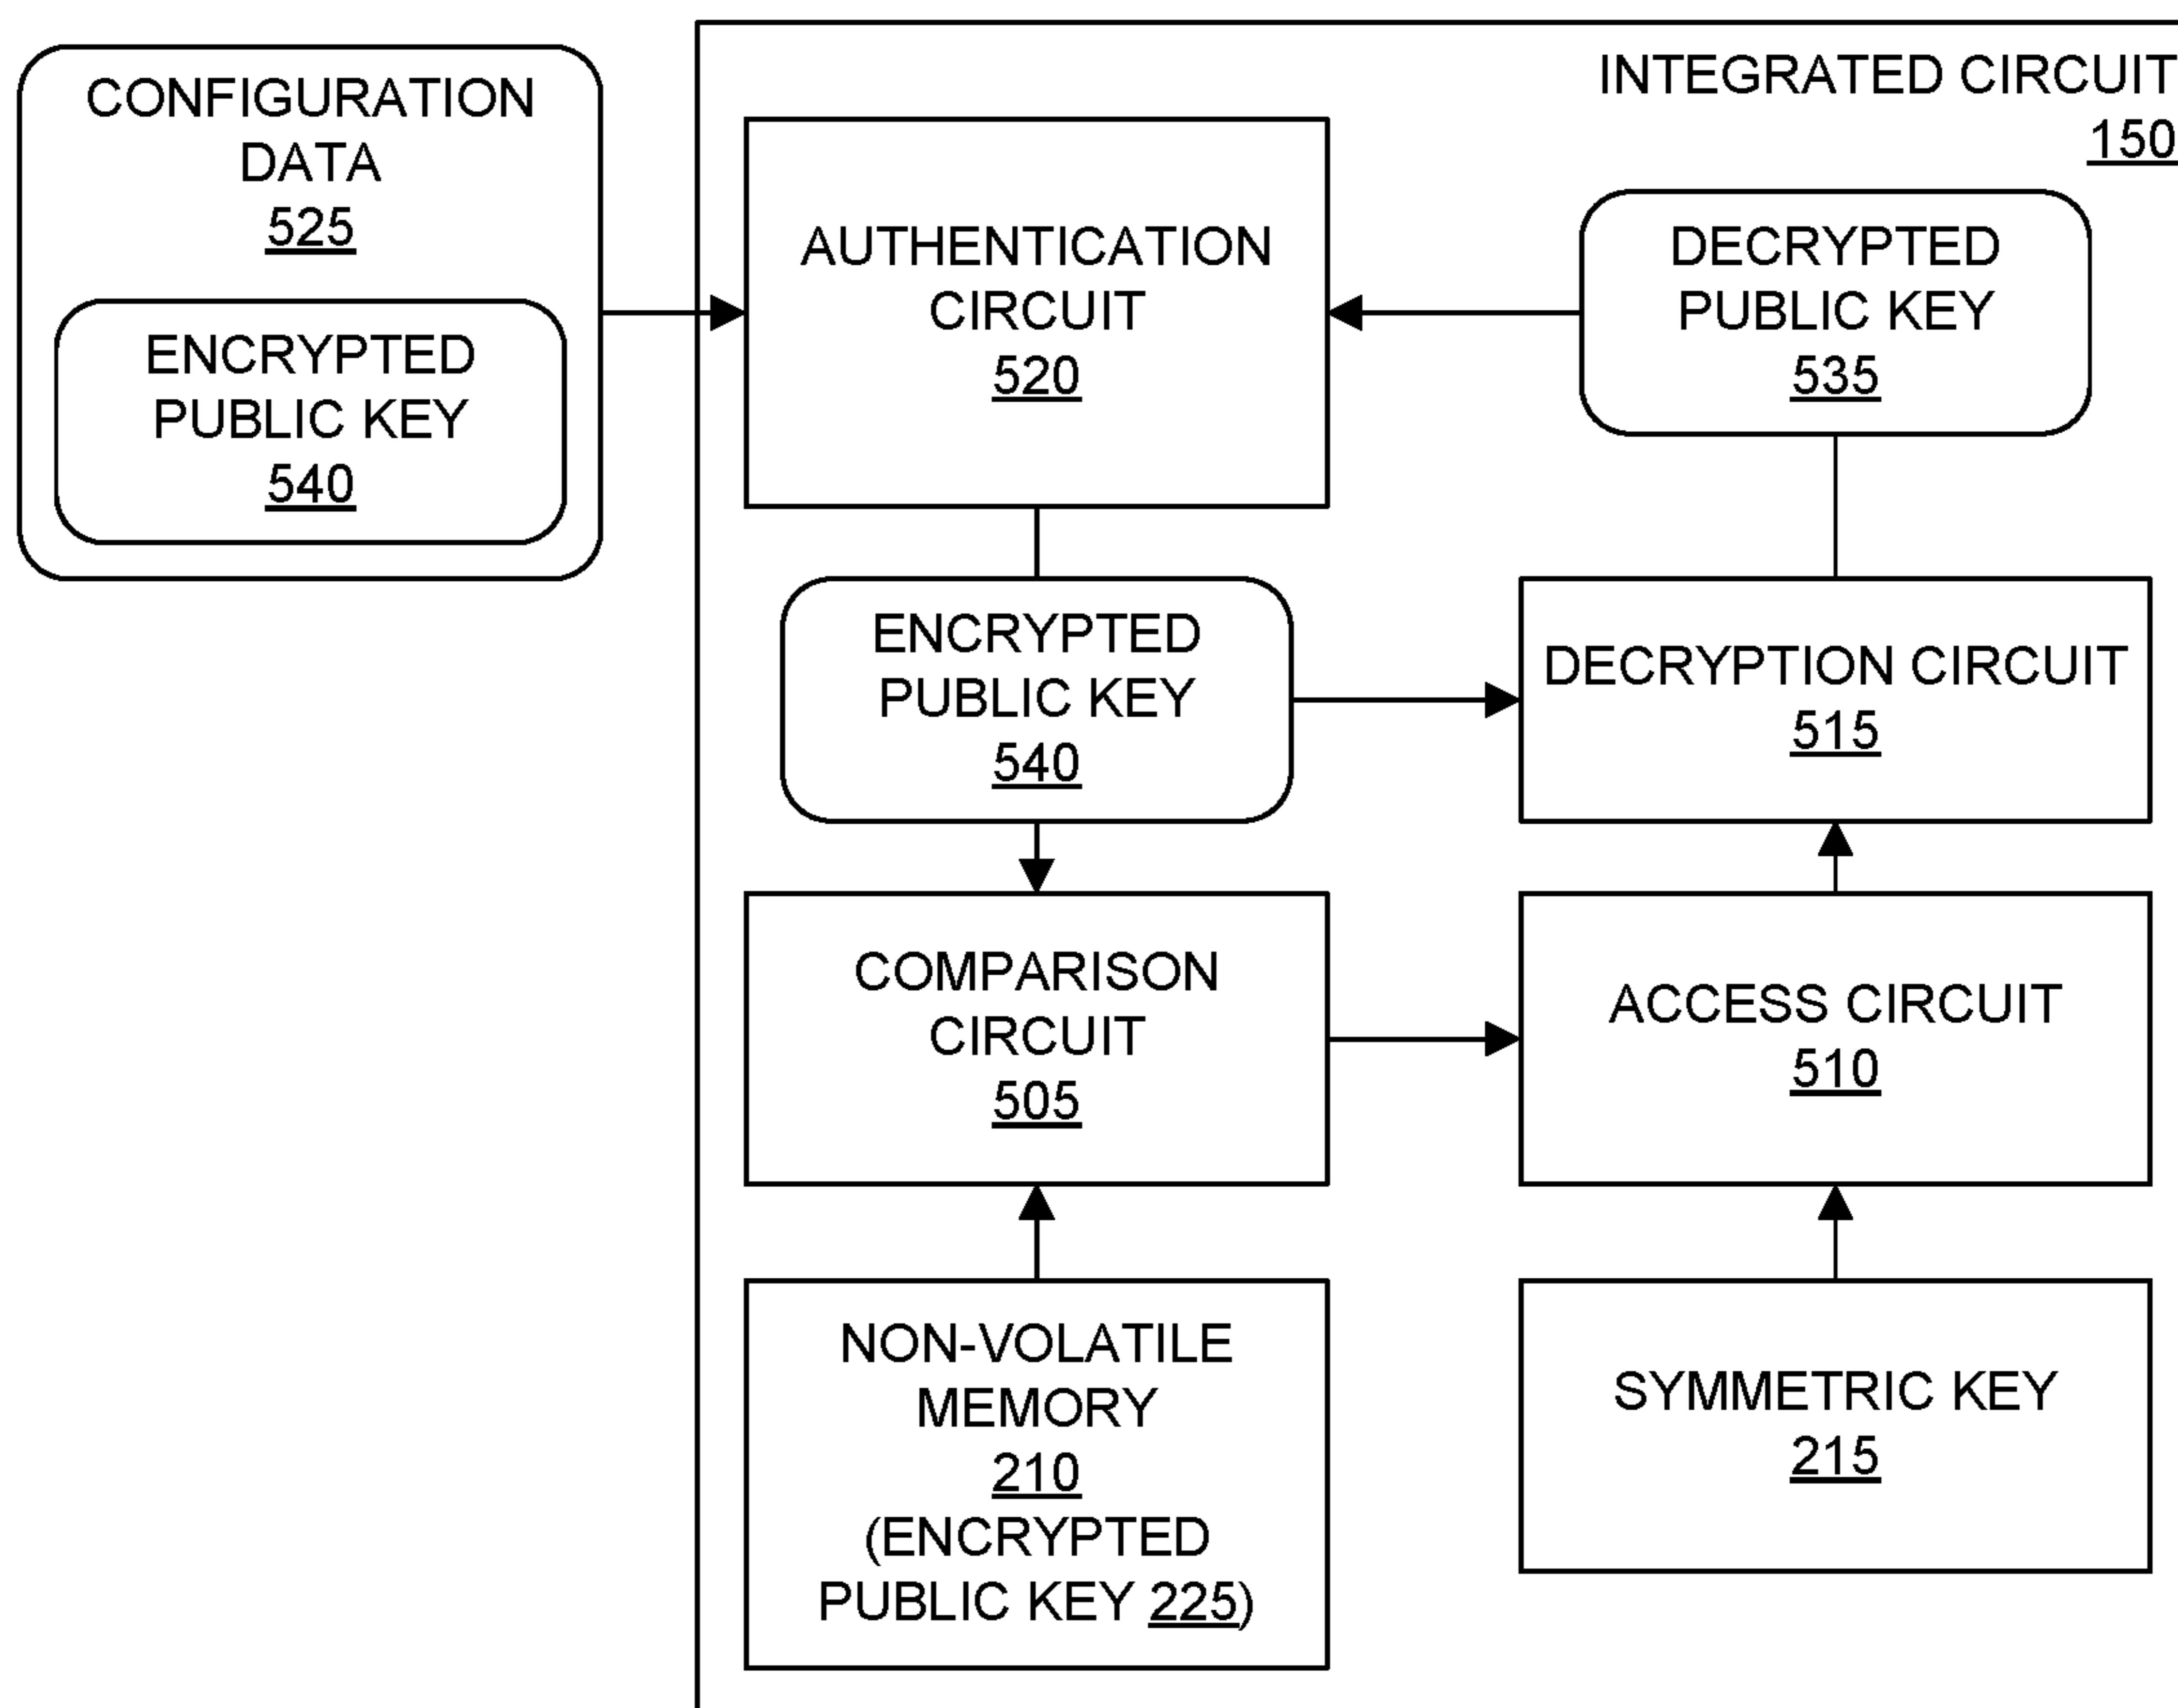 CONFIGURATION
DATA
525
ENCRYPTED
PUBLIC KEY
540
INTEGRATED CIRCUIT
150
AUTHENTICATION
CIRCUIT
520
DECRYPTED
PUBLIC KEY
535
ENCRYPTED
PUBLIC KEY
540
DECRYPTION CIRCUIT
515
COMPARISON
CIRCUIT
505
ACCESS CIRCUIT
510
NON-VOLATILE
MEMORY
210
(ENCRYPTED
PUBLIC KEY 225)
SYMMETRIC KEY
215